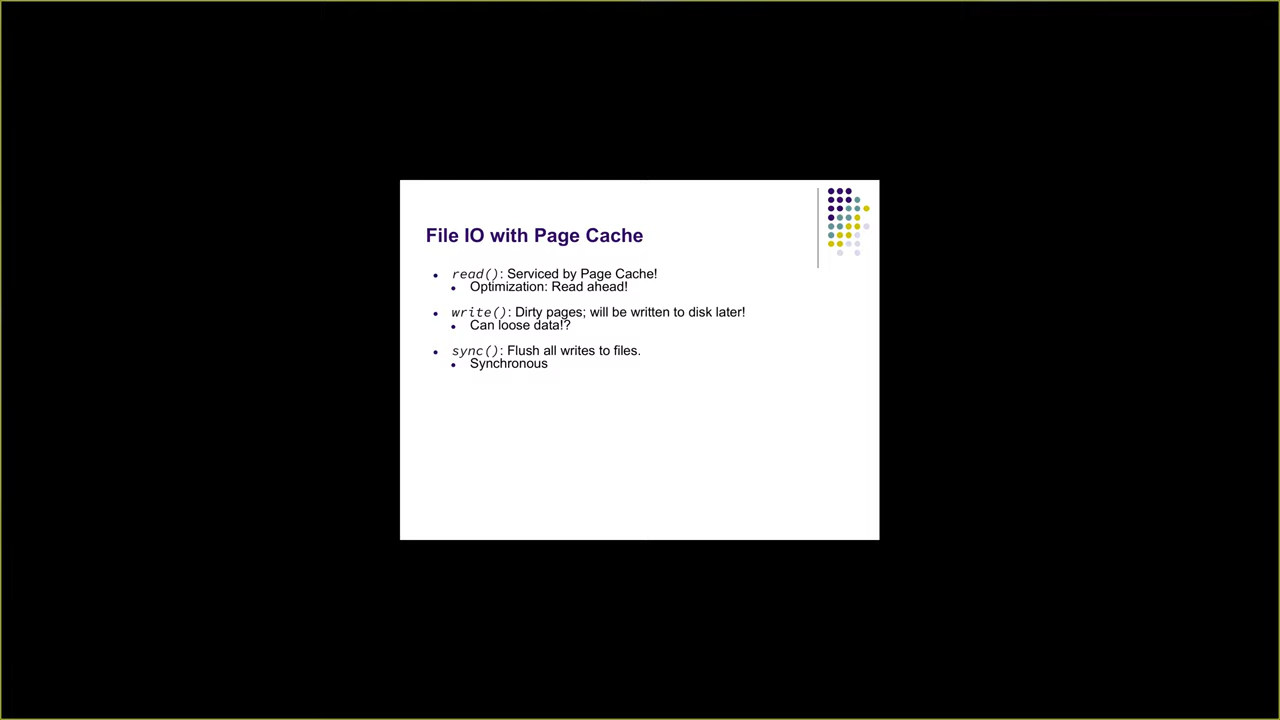 File IO with Page Cache
read(): Serviced by Page Cache!
Optimization: Read ahead!
write(): Dirty pages; will be written to disk later!
Can loose data!?
sync(): Flush all writes to files.
Synchronous